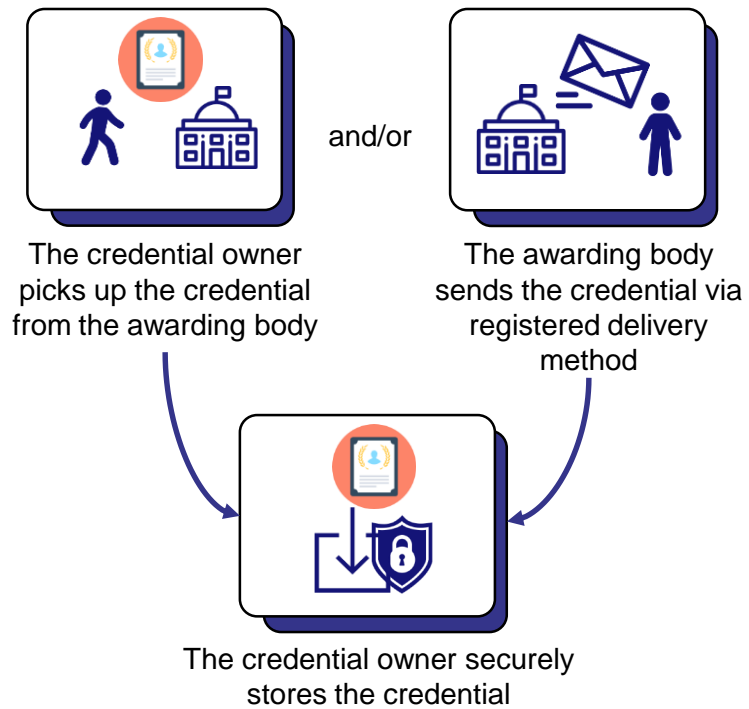 and/or
The credential owner
picks up the credential
from the awarding body
The awarding body
sends the credential via
registered delivery
method
The credential owner securely
stores the credential